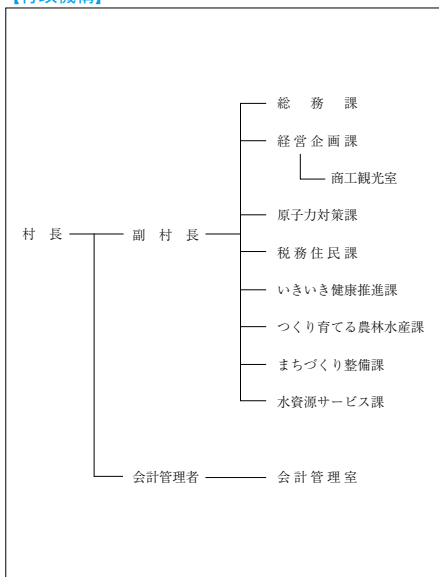 【行政機構】
総務課
経営企画課
商工観光室
原子力対策課
村長
副村長
税務住民課
いきいき健康推進課
つくり育てる農林水産課
まちづくり整備課
水資源サービス課
会計管理者
会計管理室